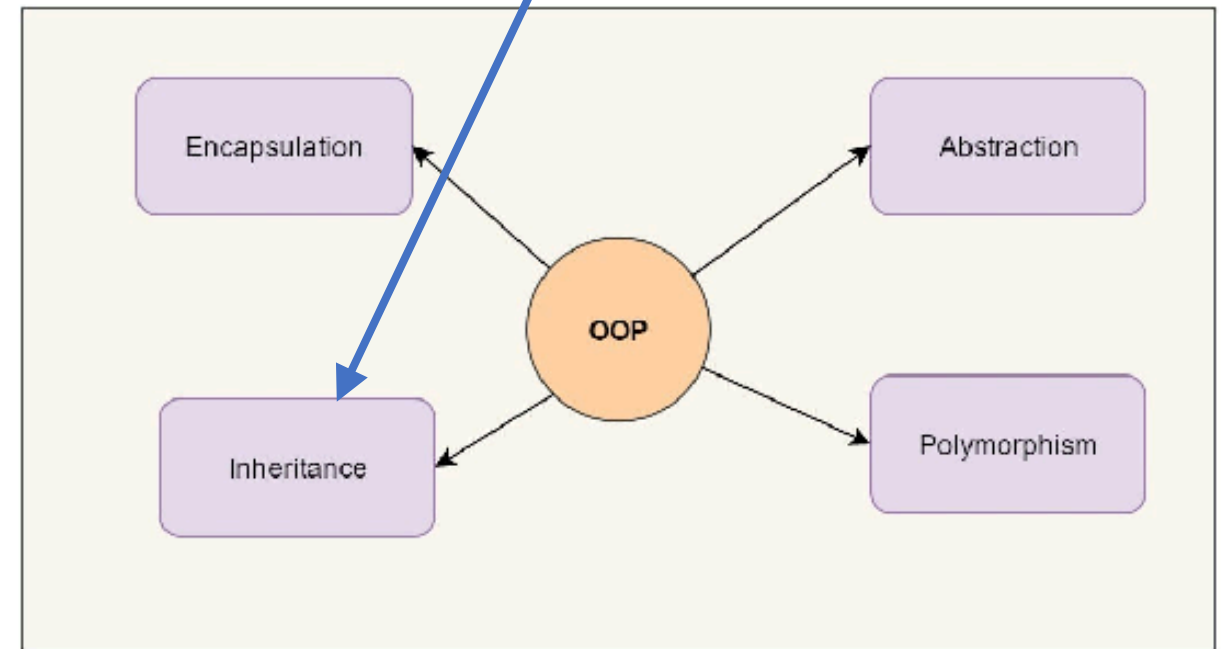 Encapsulation
Abstraction
OOP
Inheritance
Polymorphism